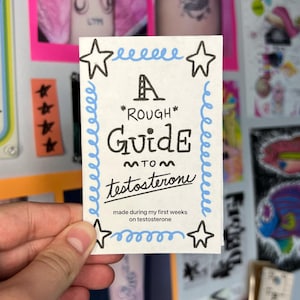 A
*ROUGH*
GUiDE
TO
testosterone
made during my first weeks
on testosterone